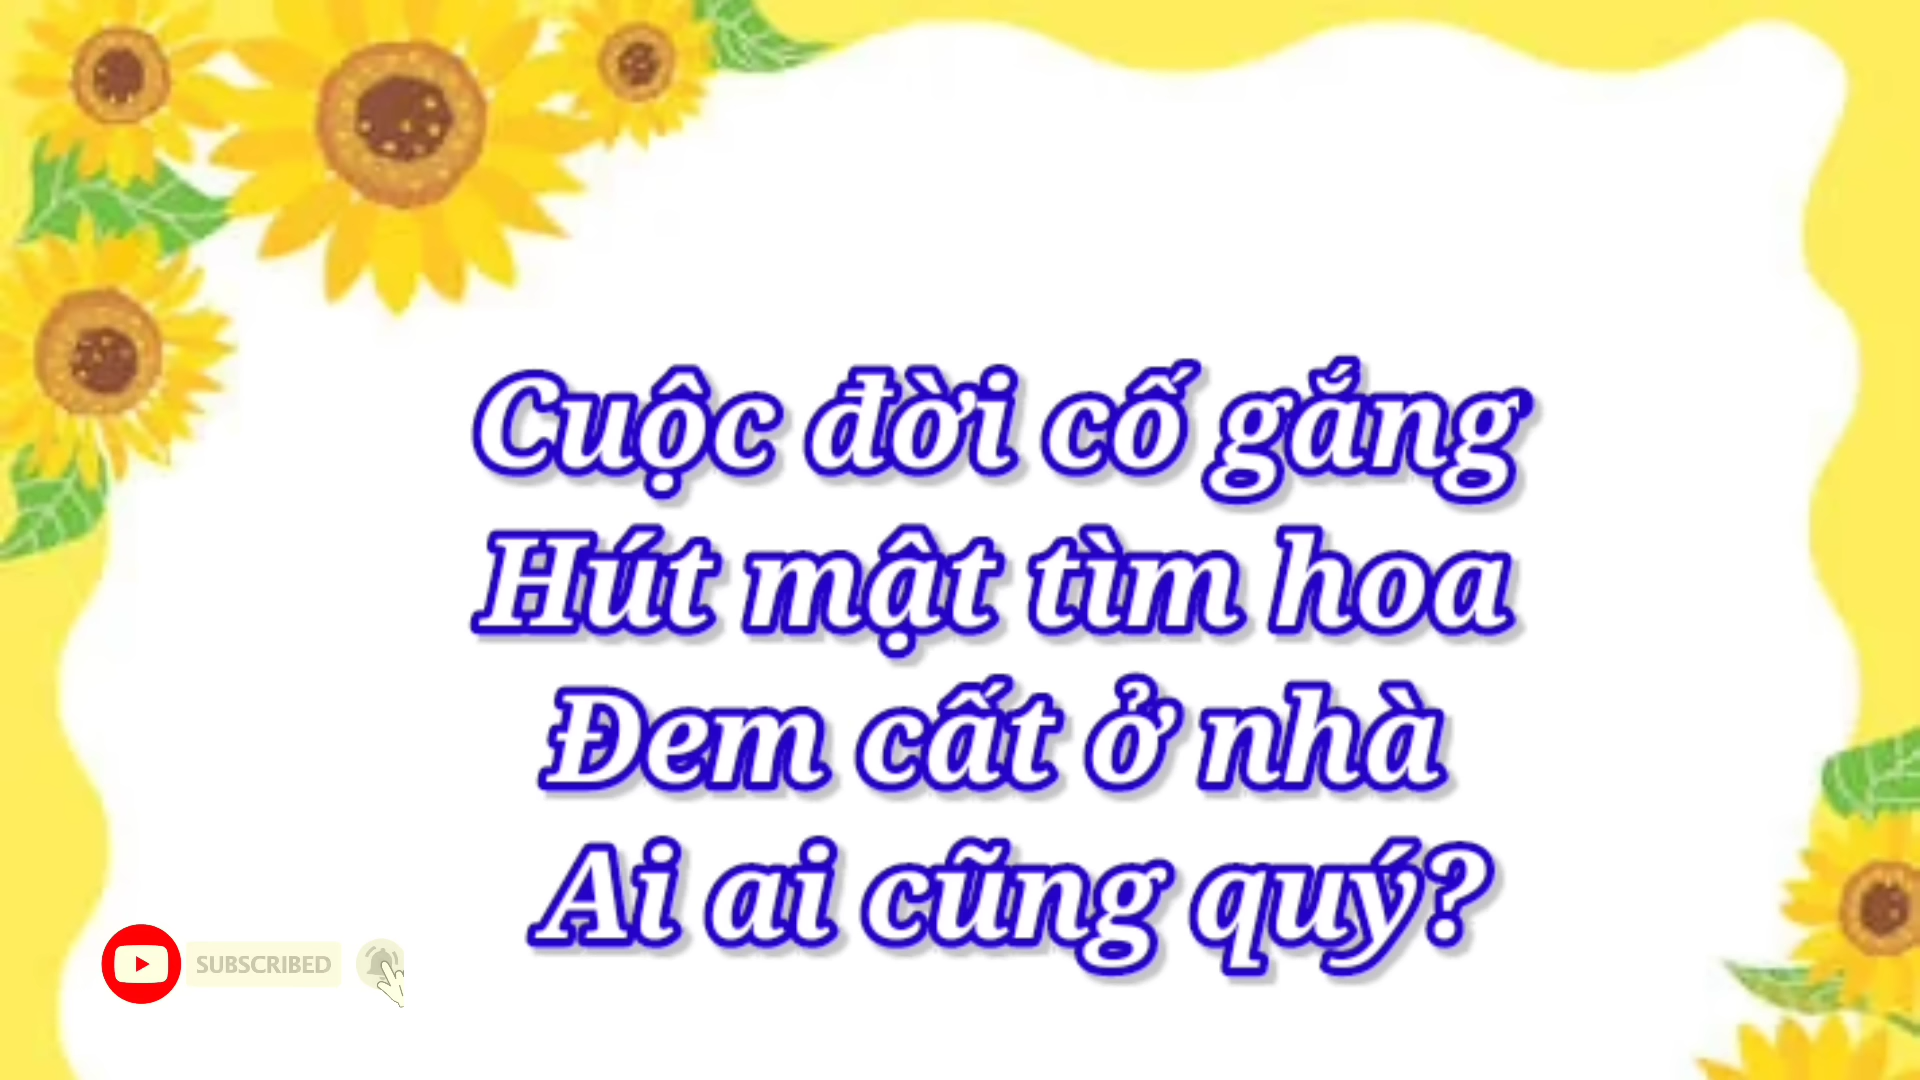 Cuộc đời cố gắng
Hút mật tìm hoa
Đem cất ở nhà
Ai ai cũng quý?
SUBSCRIBED